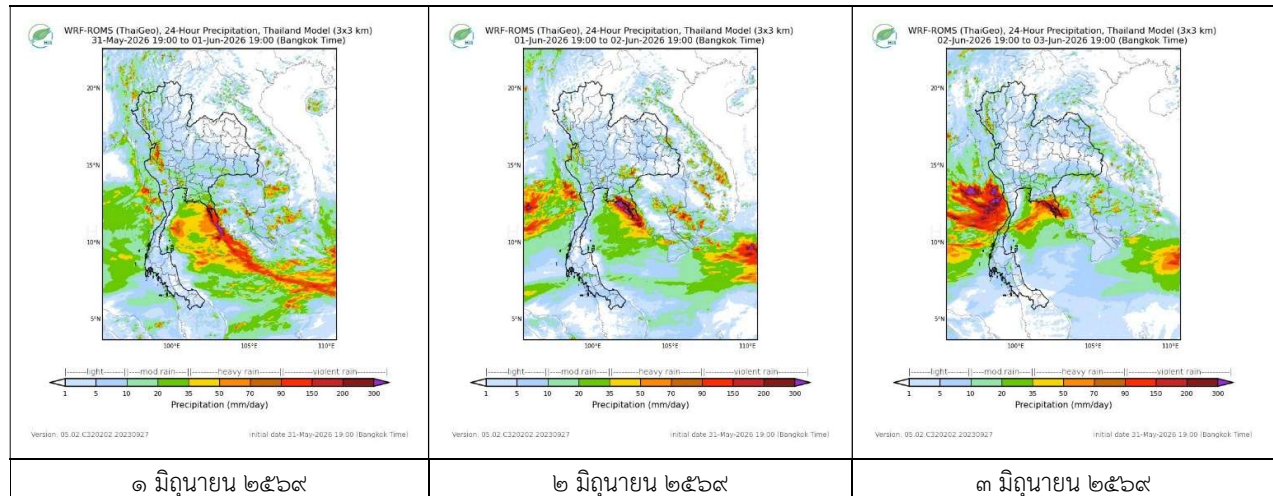 WRF-ROMS (ThaiGeo), 24-Hour Precipitation, Thailand Model (3x3 km)
31-May-2026 19:00 to 01-Jun-2026 19:00 (Bangkok Time)
20°N
15°N
10°N
5°N
100°E 105°E 110°E
|-------light-------||----mod rain----||--------heavy rain--------||--------violent rain--------|
1 5 10 20 35 50 70 90 150 200 300
Precipitation (mm/day)
Version: 05.02.C320202.20230927 initial date 31-May-2026 19:00 (Bangkok Time)
๑ มิถุนายน ๒๕๖๙
WRF-ROMS (ThaiGeo), 24-Hour Precipitation, Thailand Model (3x3 km)
01-Jun-2026 19:00 to 02-Jun-2026 19:00 (Bangkok Time)
20°N
15°N
10°N
5°N
100°E 105°E 110°E
|-------light-------||----mod rain----||--------heavy rain--------||--------violent rain--------|
1 5 10 20 35 50 70 90 150 200 300
Precipitation (mm/day)
Version: 05.02.C320202.20230927 initial date 31-May-2026 19:00 (Bangkok Time)
๒ มิถุนายน ๒๕๖๙
WRF-ROMS (ThaiGeo), 24-Hour Precipitation, Thailand Model (3x3 km)
02-Jun-2026 19:00 to 03-Jun-2026 19:00 (Bangkok Time)
20°N
15°N
10°N
5°N
100°E 105°E 110°E
|-------light-------||----mod rain----||--------heavy rain--------||--------violent rain--------|
1 5 10 20 35 50 70 90 150 200 300
Precipitation (mm/day)
Version: 05.02.C320202.20230927 initial date 31-May-2026 19:00 (Bangkok Time)
๓ มิถุนายน ๒๕๖๙